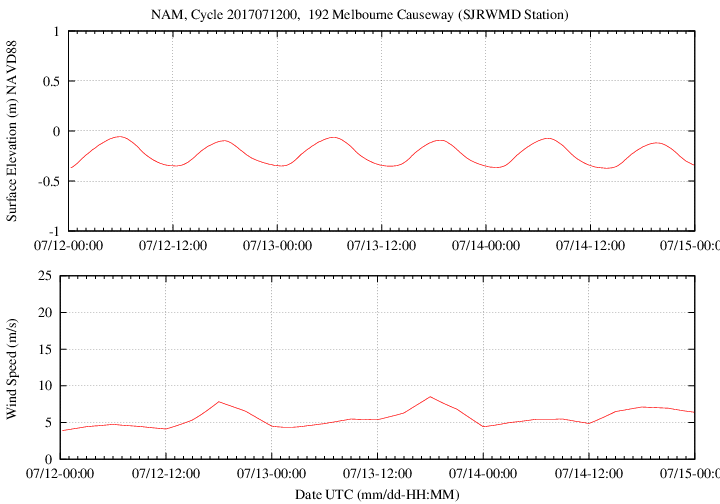 NAM, Cycle 2017071200,  192 Melbourne Causeway (SJRWMD Station)
Surface Elevation (m) NAVD88
1
0.5
0
-0.5
-1
07/12-00:00 07/12-12:00 07/13-00:00 07/13-12:00 07/14-00:00 07/14-12:00 07/15-00:0
Wind Speed (m/s)
25
20
15
10
5
0
07/12-00:00 07/12-12:00 07/13-00:00 07/13-12:00 07/14-00:00 07/14-12:00 07/15-00:0
Date UTC (mm/dd-HH:MM)